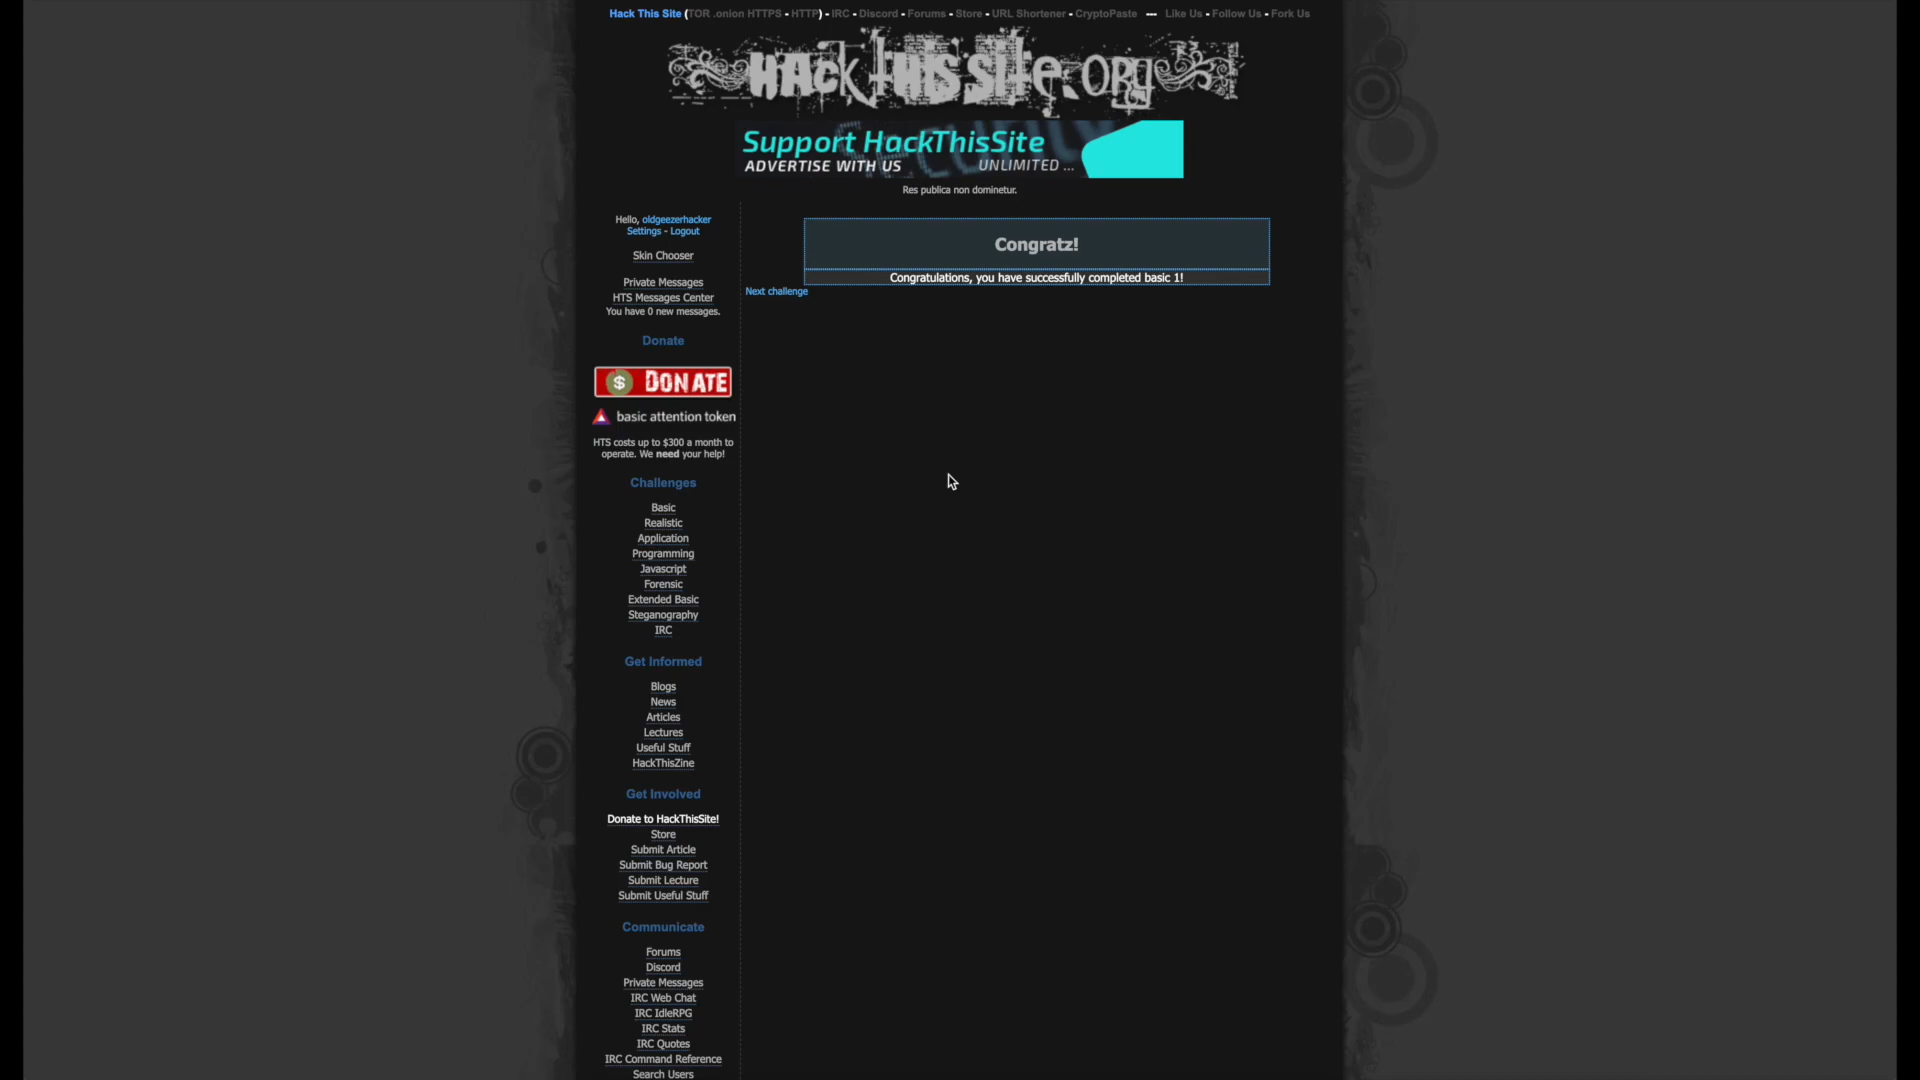 Hack This Site (TOR .onion HTTPS - HTTP) - IRC - Discord - Forums - Store - URL Shortener - CryptoPaste --- Like Us - Follow Us - Fork Us
HackThisSite.org
Support HackThisSite
ADVERTISE WITH US UNLIMITED ...
Res publica non dominetur.
Hello, oldgeezerhacker
Settings - Logout
Skin Chooser
Private Messages
HTS Messages Center
You have 0 new messages.
Donate
$ DONATE
basic attention token
HTS costs up to $300 a month to
operate. We need your help!
Challenges
Basic
Realistic
Application
Programming
Javascript
Forensic
Extended Basic
Steganography
IRC
Get Informed
Blogs
News
Articles
Lectures
Useful Stuff
HackThisZine
Get Involved
Donate to HackThisSite!
Store
Submit Article
Submit Bug Report
Submit Lecture
Submit Useful Stuff
Communicate
Forums
Discord
Private Messages
IRC Web Chat
IRC IdleRPG
IRC Stats
IRC Quotes
IRC Command Reference
Search Users
Congratz!
Congratulations, you have successfully completed basic 1!
Next challenge